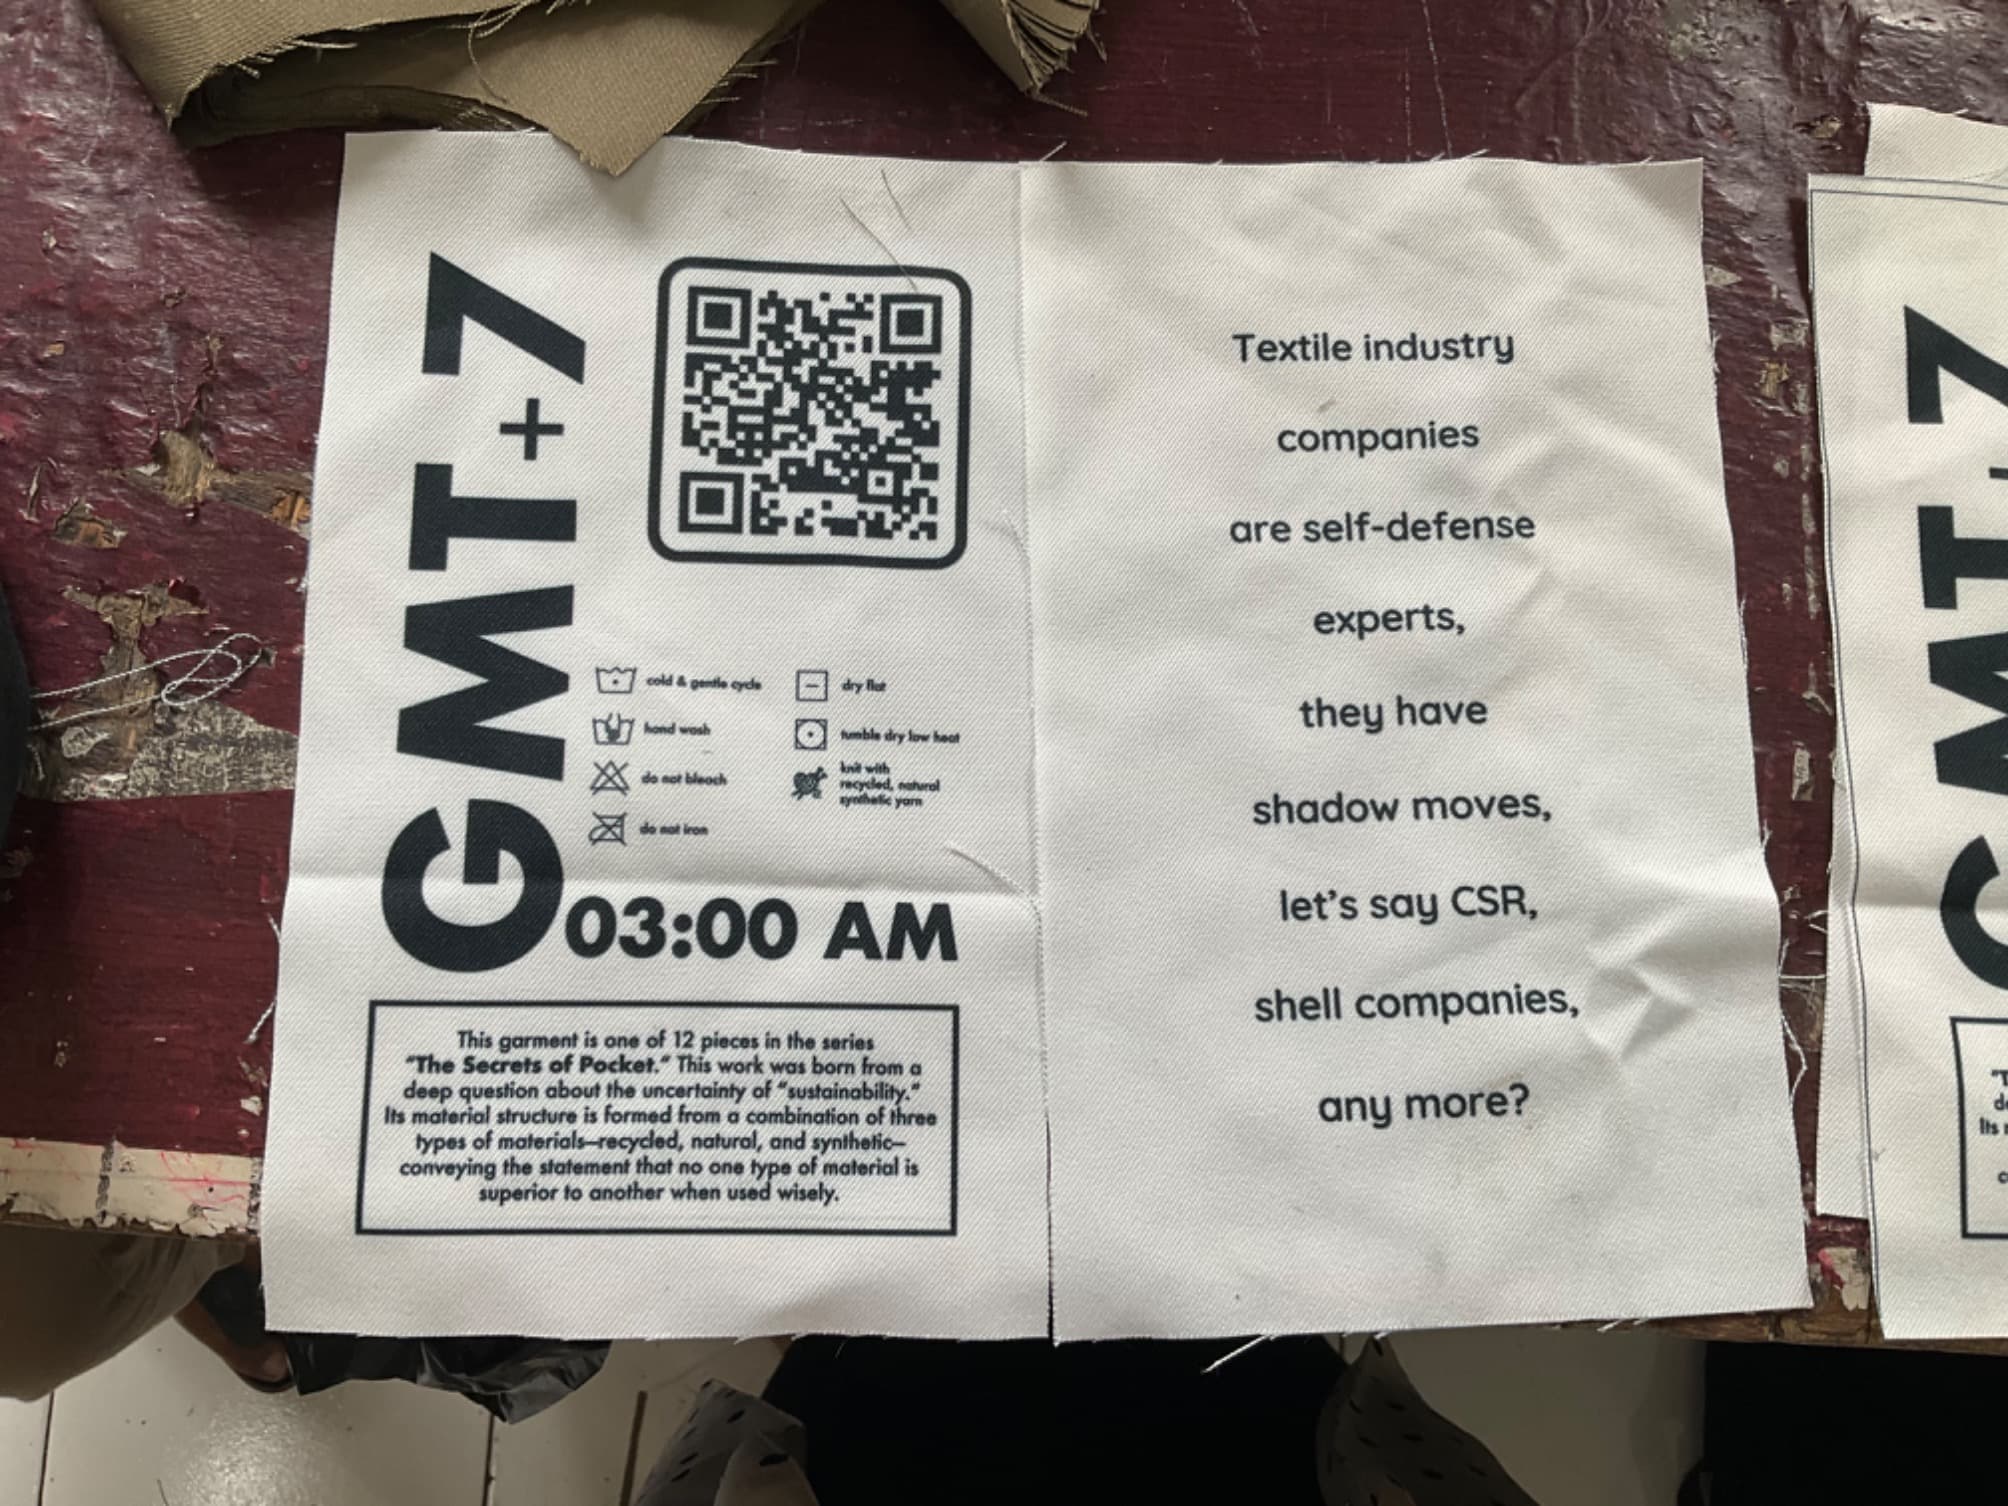 GMT+7
cold & gentle cycle
dry flat
hand wash
tumble dry low heat
do not bleach
knit with
recycled, natural
synthetic yarn
do not iron
03:00 AM
This garment is one of 12 pieces in the series
"The Secrets of Pocket." This work was born from a
deep question about the uncertainty of "sustainability."
Its material structure is formed from a combination of three
types of materials—recycled, natural, and synthetic—
conveying the statement that no one type of material is
superior to another when used wisely.
Textile industry
companies
are self-defense
experts,
they have
shadow moves,
let's say CSR,
shell companies,
any more?
GMT+7